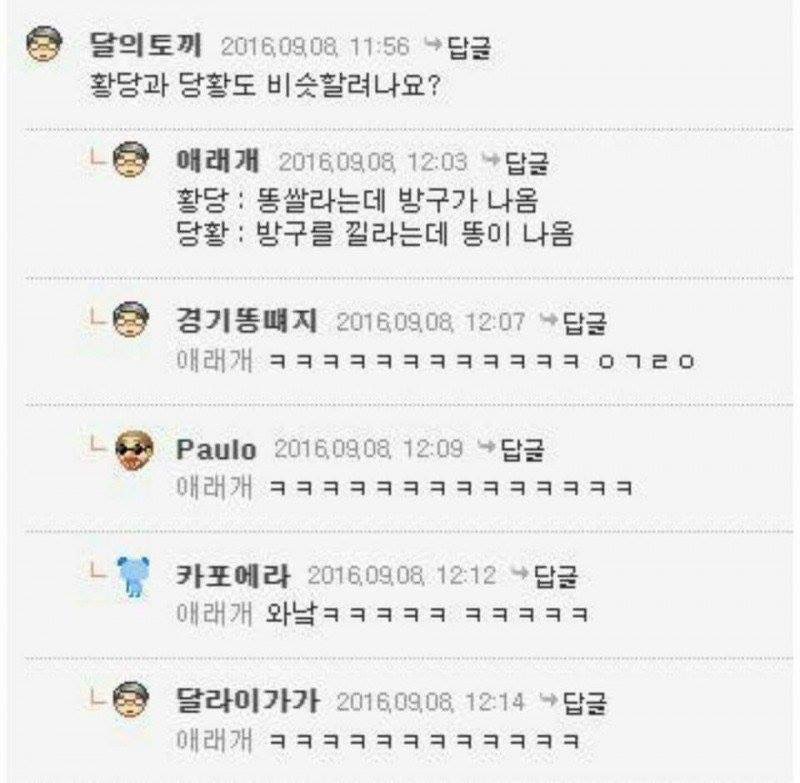 달의토끼 2016.09.08. 11:56 답글
황당과 당황도 비슷할려나요?
애래개 2016.09.08. 12:03 답글
황당 : 똥쌀라는데 방구가 나옴
당황 : 방구를 낄라는데 똥이 나옴
경기똥때지 2016.09.08. 12:07 답글
애래개 ㅋㅋㅋㅋㅋㅋㅋㅋㅋㅋㅋㅋ ㅇㄱㄹㅇ
Paulo 2016.09.08. 12:09 답글
애래개 ㅋㅋㅋㅋㅋㅋㅋㅋㅋㅋㅋㅋㅋㅋ
카포에라 2016.09.08. 12:12 답글
애래개 와낰ㅋㅋㅋㅋㅋ ㅋㅋㅋㅋㅋ
달라이가가 2016.09.08. 12:14 답글
애래개 ㅋㅋㅋㅋㅋㅋㅋㅋㅋㅋㅋㅋ